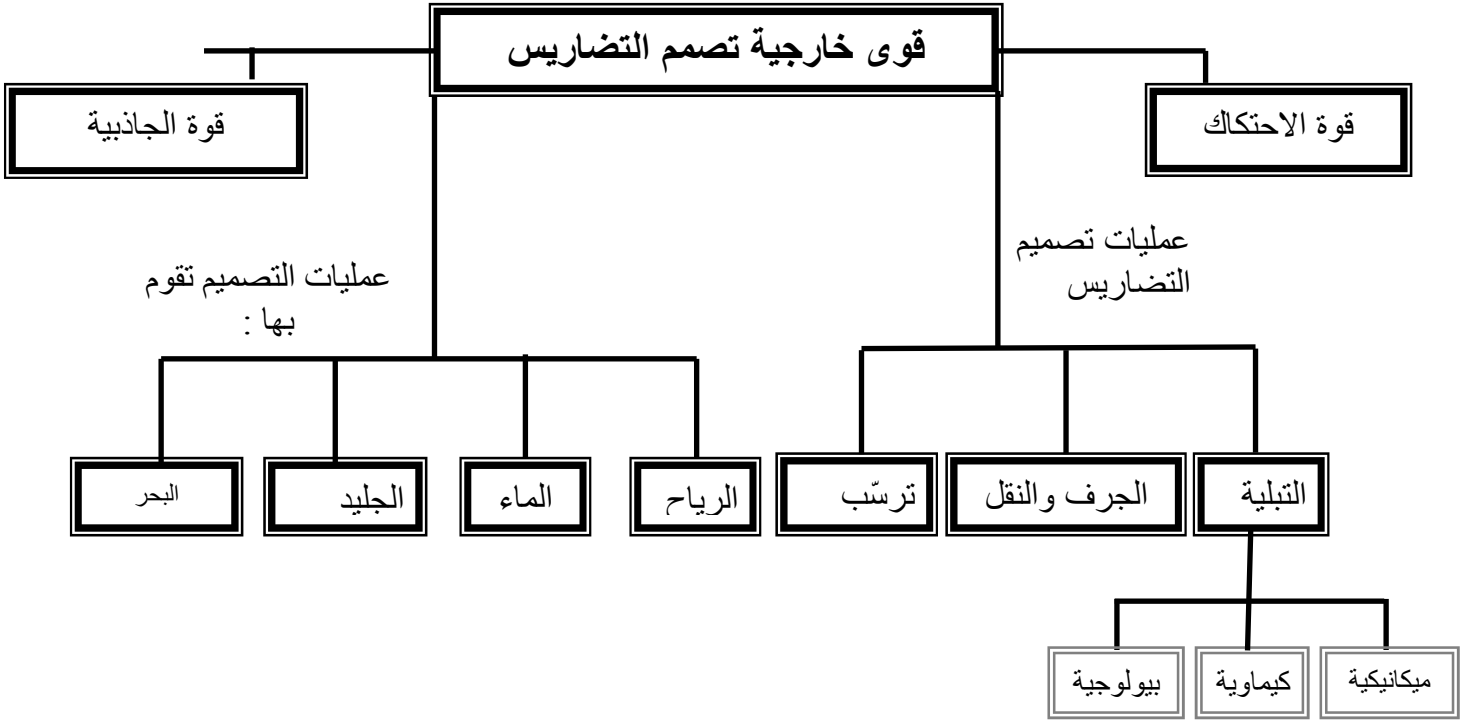 قوى خارجية تصمم التضاريس
قوة الاحتكاك
قوة الجاذبية
عمليات تصميم
التضاريس
عمليات التصميم تقوم
بها :
التبلية
الجرف والنقل
ترسّب
الرياح
الماء
الجليد
البحر
ميكانيكية
كيماوية
بيولوجية